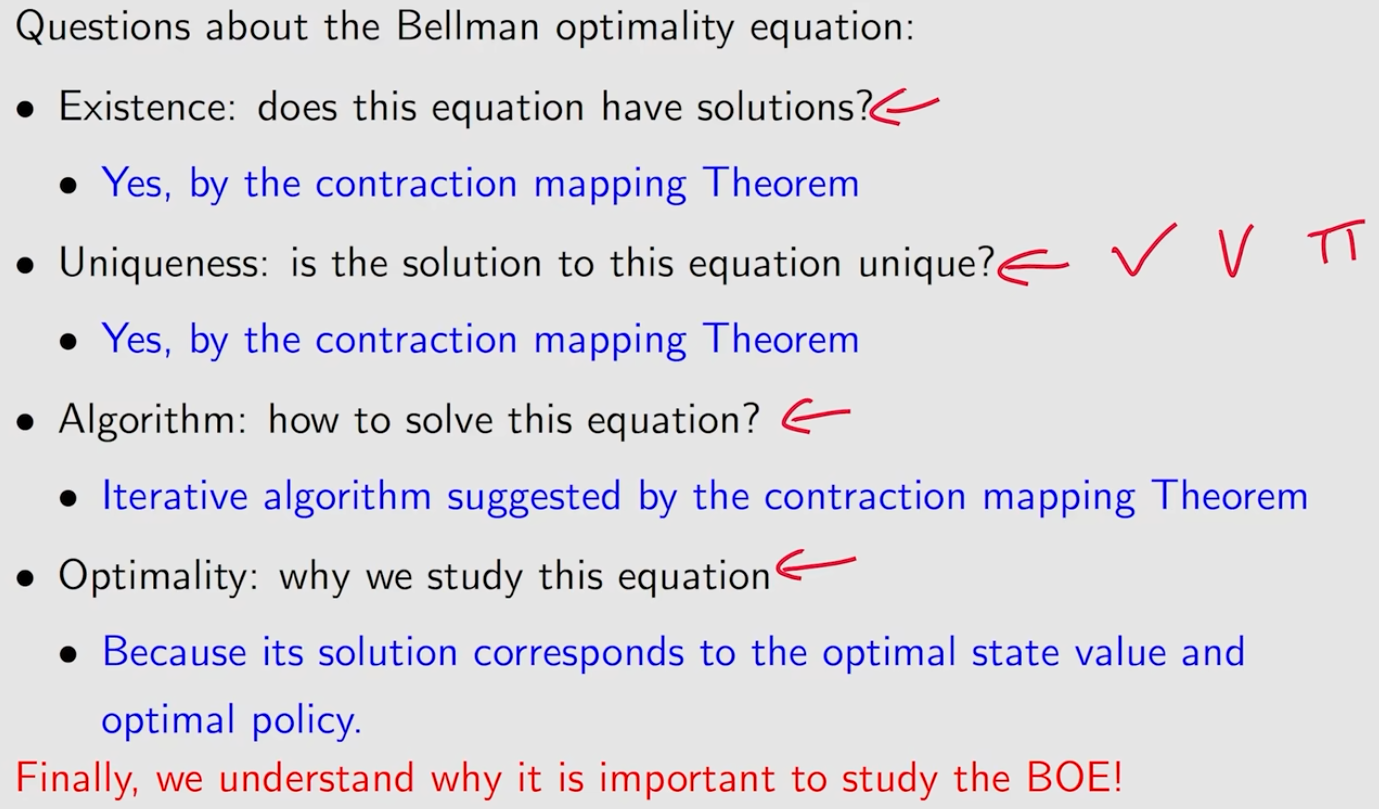 Questions about the Bellman optimality equation:
• Existence: does this equation have solutions?
• Yes, by the contraction mapping Theorem
• Uniqueness: is the solution to this equation unique? ✓ V π
• Yes, by the contraction mapping Theorem
• Algorithm: how to solve this equation?
• Iterative algorithm suggested by the contraction mapping Theorem
• Optimality: why we study this equation
• Because its solution corresponds to the optimal state value and
optimal policy.
Finally, we understand why it is important to study the BOE!